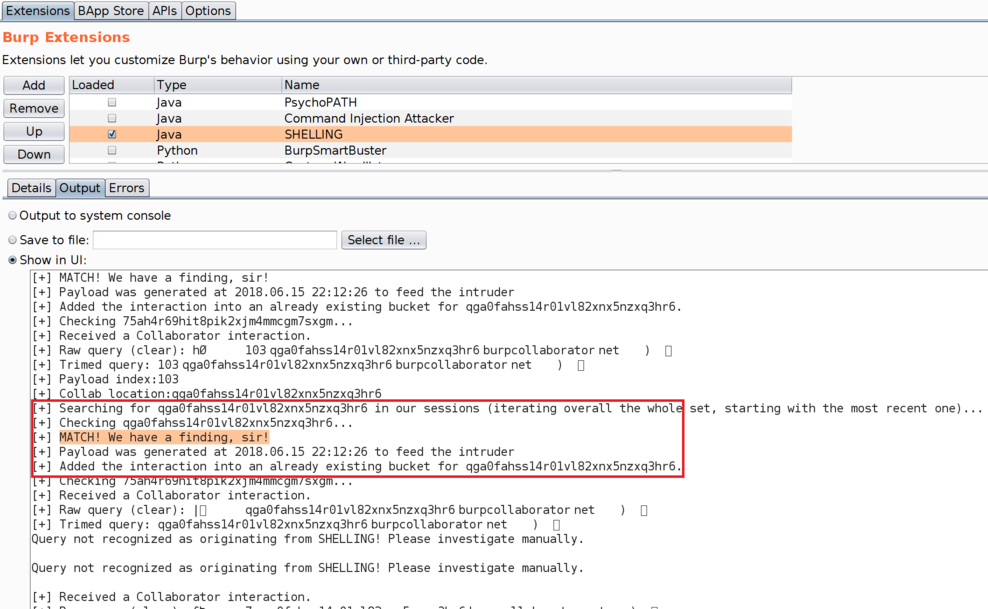 Extensions BApp Store APIs Options
Burp Extensions
Extensions let you customize Burp's behavior using your own or third-party code.
Add Loaded Type Name
Remove Java PsychoPATH
Java Command Injection Attacker
Up Java SHELLING
Down Python BurpSmartBuster
Details Output Errors
Output to system console
Save to file: Select file ...
Show in UI:
[+] MATCH! We have a finding, sir!
[+] Payload was generated at 2018.06.15 22:12:26 to feed the intruder
[+] Added the interaction into an already existing bucket for qga0fahss14r01vl82xnx5nzxq3hr6.
[+] Checking 75ah4r69hit8pik2xjm4mmcgm7sxgm...
[+] Received a Collaborator interaction.
[+] Raw query (clear): hØ 103 qga0fahss14r01vl82xnx5nzxq3hr6 burpcollaborator net )
[+] Trimed query: 103 qga0fahss14r01vl82xnx5nzxq3hr6 burpcollaborator net )
[+] Payload index:103
[+] Collab location:qga0fahss14r01vl82xnx5nzxq3hr6
[+] Searching for qga0fahss14r01vl82xnx5nzxq3hr6 in our sessions (iterating overall the whole set, starting with the most recent one)...
[+] Checking qga0fahss14r01vl82xnx5nzxq3hr6...
[+] MATCH! We have a finding, sir!
[+] Payload was generated at 2018.06.15 22:12:26 to feed the intruder
[+] Added the interaction into an already existing bucket for qga0fahss14r01vl82xnx5nzxq3hr6.
[+] Checking 75ah4r69hit8pik2xjm4mmcgm7sxgm...
[+] Received a Collaborator interaction.
[+] Raw query (clear): | qga0fahss14r01vl82xnx5nzxq3hr6 burpcollaborator net )
[+] Trimed query: qga0fahss14r01vl82xnx5nzxq3hr6 burpcollaborator net )
Query not recognized as originating from SHELLING! Please investigate manually.
Query not recognized as originating from SHELLING! Please investigate manually.
[+] Received a Collaborator interaction.